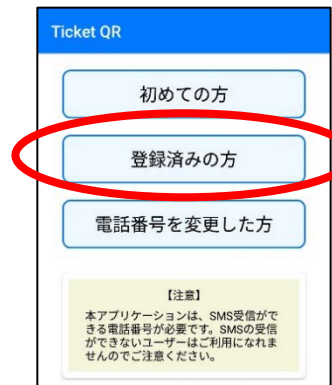 Ticket QR
初めての方
登録済みの方
電話番号を変更した方
【注意】
本アプリケーションは、SMS受信がで
きる電話番号が必要です。SMSの受信
ができないユーザーはご利用になれま
せんのでご注意ください。